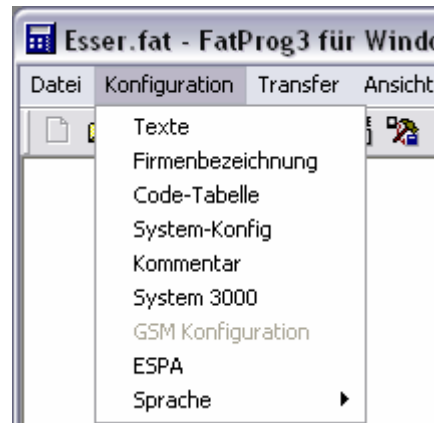 Esser.fat - FatProg3 für Windo
Datei Konfiguration Transfer Ansicht
Texte
Firmenbezeichnung
Code-Tabelle
System-Konfig
Kommentar
System 3000
GSM Konfiguration
ESPA
Sprache